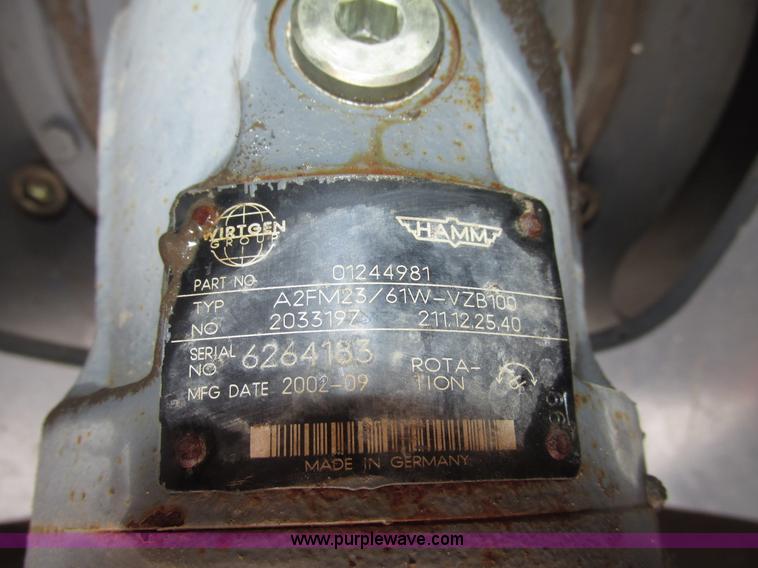 WIRTGEN
GROUP
HAMM
PART NO. 01244981
TYP A2FM23/61W-VZB100
NO 2033197 211.12.25.40
SERIAL NO 6264183
MFG DATE 2002-09
ROTA-
TION
MADE IN GERMANY
www.purplewave.com